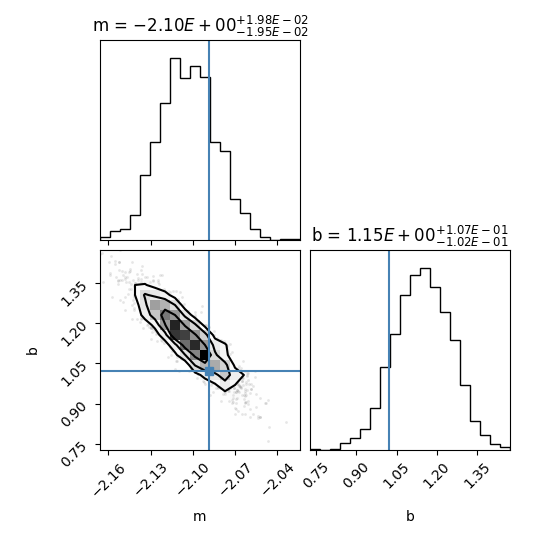 m = −2.10E + 00 +1.98E − 02 −1.95E − 02
b = 1.15E + 00 +1.07E − 01 −1.02E − 01
b
1.35
1.20
1.05
0.90
0.75
−2.16 −2.13 −2.10 −2.07 −2.04
0.75 0.90 1.05 1.20 1.35
m b